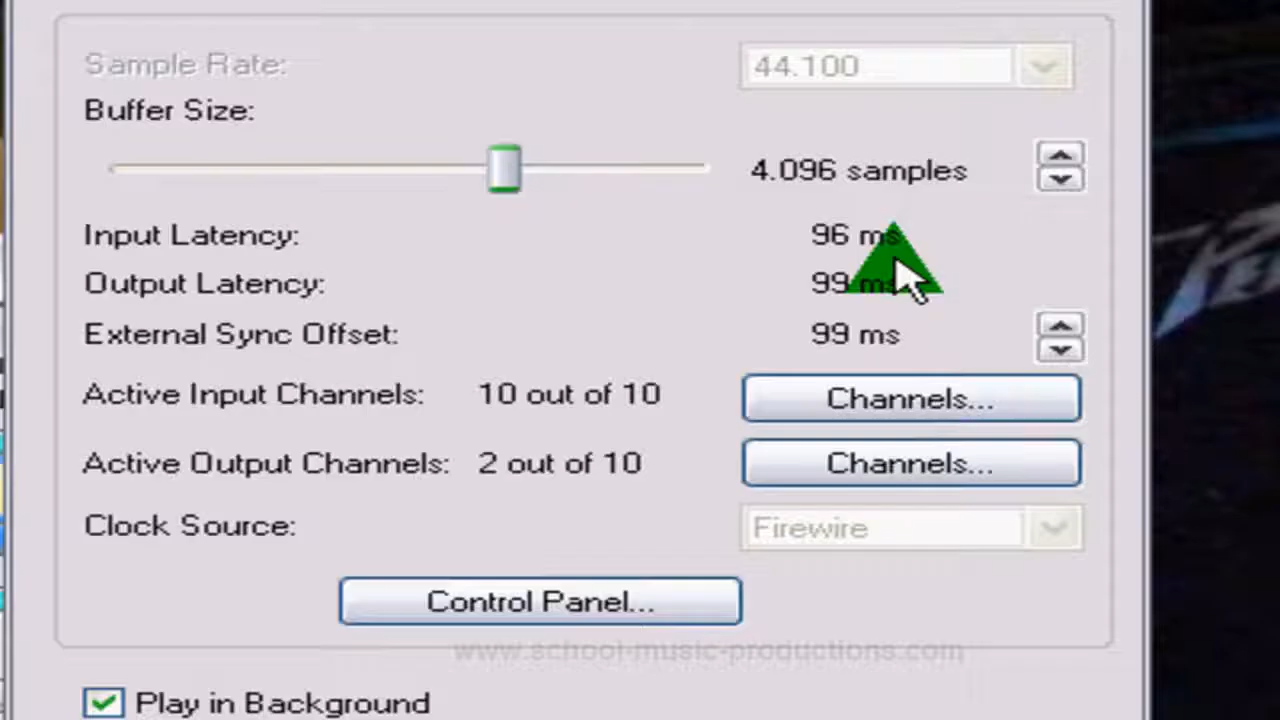 Sample Rate: 44.100
Buffer Size:
4.096 samples
Input Latency: 96 ms
Output Latency: 99 ms
External Sync Offset: 99 ms
Active Input Channels: 10 out of 10 Channels...
Active Output Channels: 2 out of 10 Channels...
Clock Source: Firewire
Control Panel...
www.school-music-productions.com
Play in Background